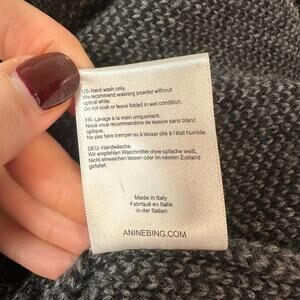 US- Hand wash only.
We recommend washing powder without
optical white.
Do not soak or leave folded in wet condition.
FR- Lavage à la main uniquement.
Nous vous recommandons de lessive sans blanc
optique.
Ne pas faire tremper ou à laisser plié à l'état humide.
DEU- Handwäsche.
Wir empfehlen Waschmittel ohne optische weiß.
Nicht einweichen lassen oder im nassen Zustand
gefaltet.
Made in Italy
Fabriqué en Italie
in der Italien.
ANINEBING.COM